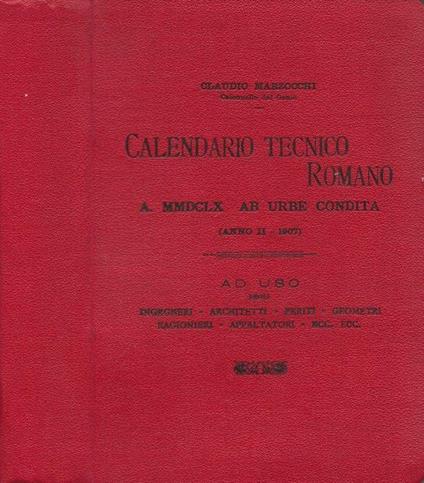 CLAUDIO MARZOCCHI
Colonnello del Genio
CALENDARIO TECNICO
ROMANO
A. MMDCLX AB URBE CONDITA
(ANNO II - 1907)
AD USO
DEGLI
INGEGNERI - ARCHITETTI - PERITI - GEOMETRI
RAGIONIERI - APPALTATORI - ECC. ECC.